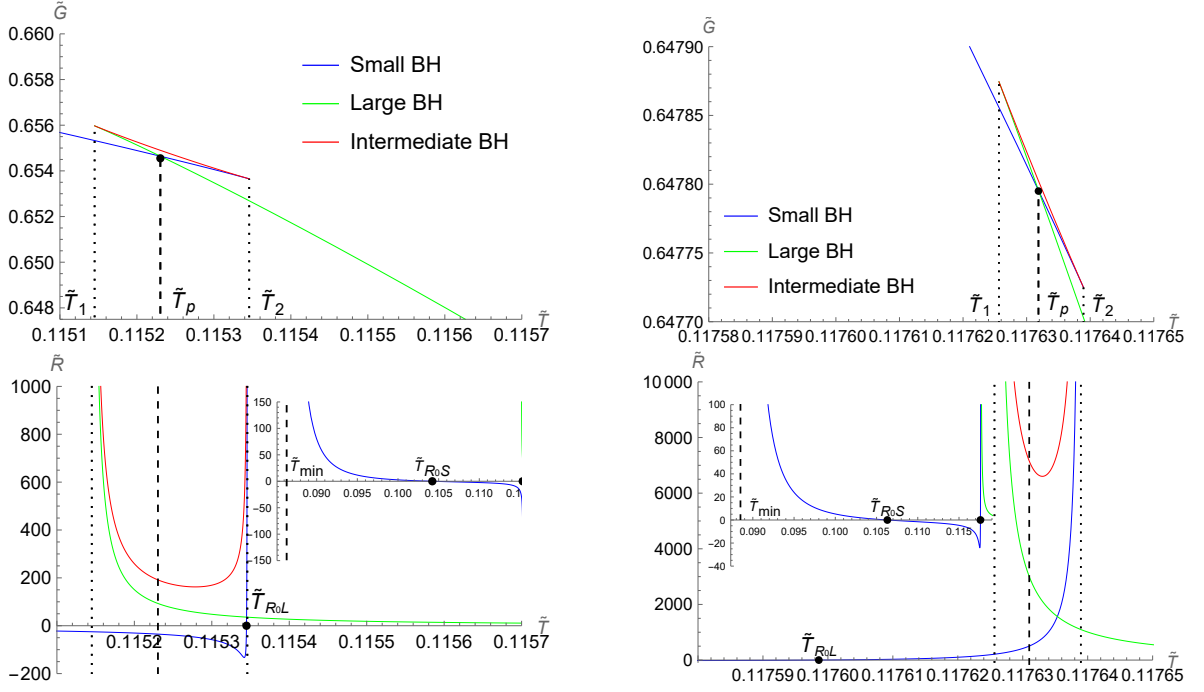 G̃
0.660
0.658
0.656
0.654
0.652
0.650
0.648
Small BH
Large BH
Intermediate BH
T̃₁ T̃ₚ T̃₂
0.1151 0.1152 0.1153 0.1154 0.1155 0.1156 0.1157
T̃
G̃
0.64790
0.64785
0.64780
0.64775
0.64770
Small BH
Large BH
Intermediate BH
T̃₁ T̃ₚ T̃₂
0.11758 0.11759 0.11760 0.11761 0.11762 0.11763 0.11764 0.11765
T̃
R̃
1000
800
600
400
200
0
−200
150
100
50
0
−50
−100
−150
T̃min T̃R₀S
0.090 0.095 0.100 0.105 0.110
T̃R₀L
0.1152 0.1153 0.1154 0.1155 0.1156 0.1157
T̃
R̃
10 000
8000
6000
4000
2000
0
100
80
60
40
20
0
−20
−40
T̃min T̃R₀S
0.090 0.095 0.100 0.105 0.110 0.115
T̃R₀L
0.11759 0.11760 0.11761 0.11762 0.11763 0.11764 0.11765
T̃